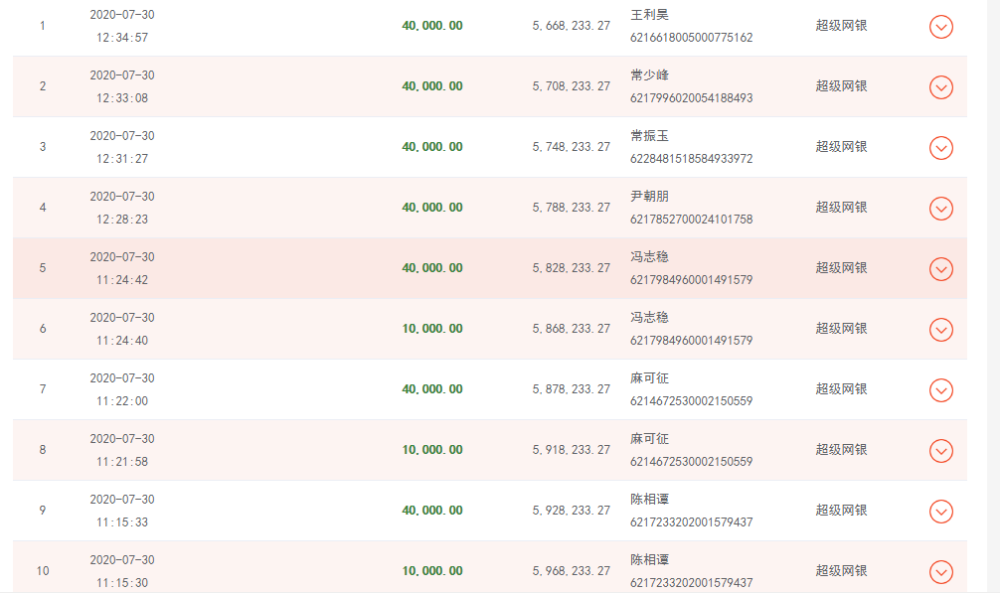 1 2020-07-30 12:34:57 40,000.00 5,668,233.27 王利昊 6216618005000775162 超级网银
2 2020-07-30 12:33:08 40,000.00 5,708,233.27 常少峰 6217996020054188493 超级网银
3 2020-07-30 12:31:27 40,000.00 5,748,233.27 常振玉 6228481518584933972 超级网银
4 2020-07-30 12:28:23 40,000.00 5,788,233.27 尹朝朋 6217852700024101758 超级网银
5 2020-07-30 11:24:42 40,000.00 5,828,233.27 冯志稳 6217984960001491579 超级网银
6 2020-07-30 11:24:40 10,000.00 5,868,233.27 冯志稳 6217984960001491579 超级网银
7 2020-07-30 11:22:00 40,000.00 5,878,233.27 麻可征 6214672530002150559 超级网银
8 2020-07-30 11:21:58 10,000.00 5,918,233.27 麻可征 6214672530002150559 超级网银
9 2020-07-30 11:15:33 40,000.00 5,928,233.27 陈相谭 6217233202001579437 超级网银
10 2020-07-30 11:15:30 10,000.00 5,968,233.27 陈相谭 6217233202001579437 超级网银